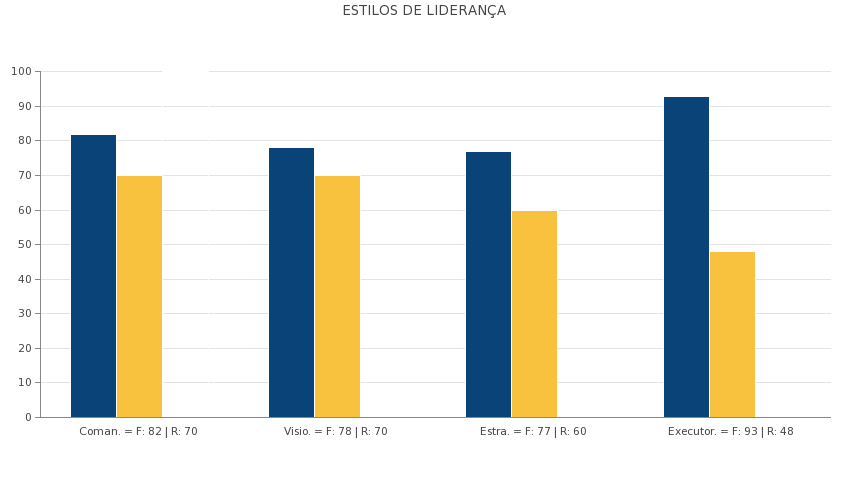 ESTILOS DE LIDERANÇA
100
90
80
70
60
50
40
30
20
10
0
Coman. = F: 82 | R: 70
Visio. = F: 78 | R: 70
Estra. = F: 77 | R: 60
Executor. = F: 93 | R: 48